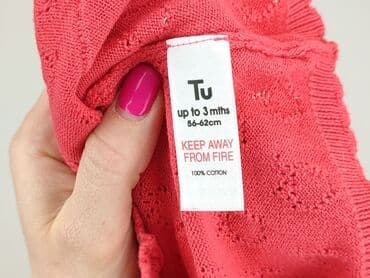 Tu
up to 3 mths
56-62cm
KEEP AWAY
FROM FIRE
100% COTTON